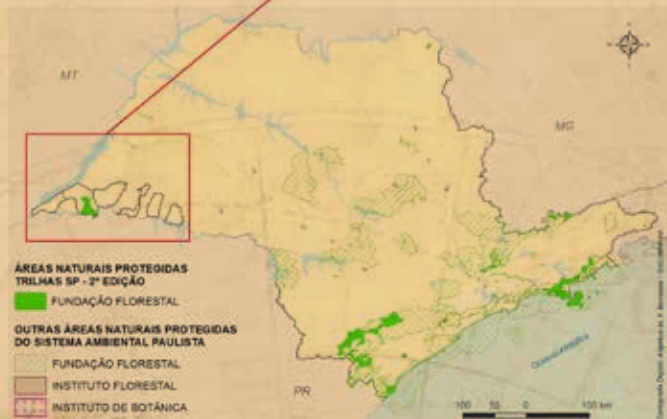 MT
MG
ÁREAS NATURAIS PROTEGIDAS
TRILHAS SP - 2ª EDIÇÃO
FUNDAÇÃO FLORESTAL
OUTRAS ÁREAS NATURAIS PROTEGIDAS
DO SISTEMA AMBIENTAL PAULISTA
FUNDAÇÃO FLORESTAL
INSTITUTO FLORESTAL
INSTITUTO DE BOTÂNICA
PR
100 50 0 100 km